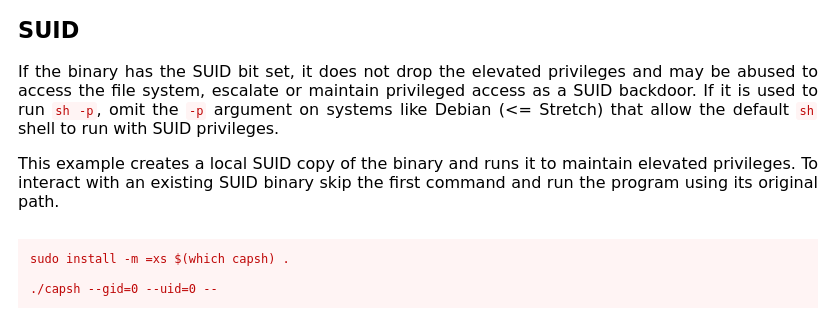 SUID
If the binary has the SUID bit set, it does not drop the elevated privileges and may be abused to
access the file system, escalate or maintain privileged access as a SUID backdoor. If it is used to
run sh -p, omit the -p argument on systems like Debian (<= Stretch) that allow the default sh
shell to run with SUID privileges.
This example creates a local SUID copy of the binary and runs it to maintain elevated privileges. To
interact with an existing SUID binary skip the first command and run the program using its original
path.
sudo install -m =xs $(which capsh) .
./capsh --gid=0 --uid=0 --